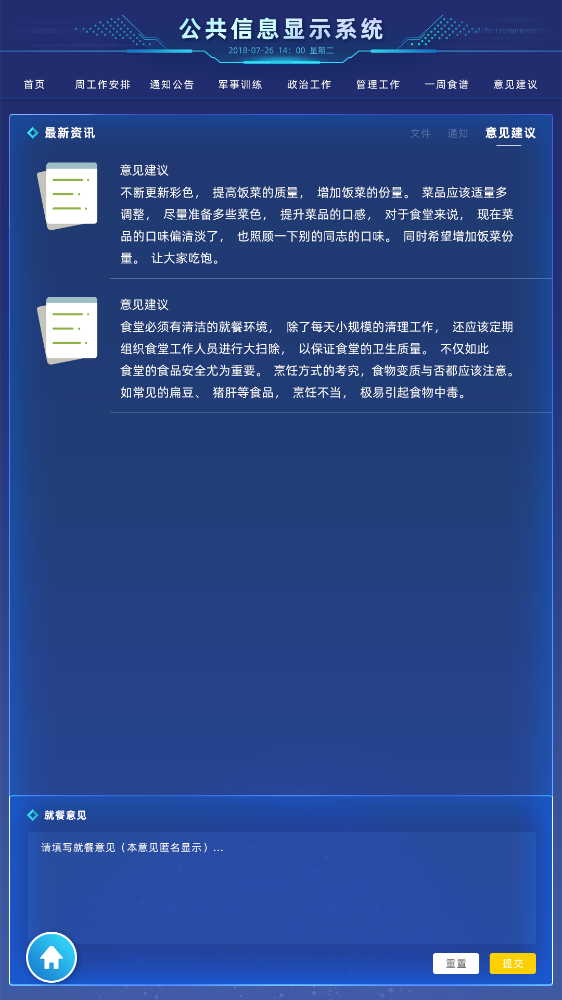 公共信息显示系统
2018-07-26 14：00 星期二
首页 周工作安排 通知公告 军事训练 政治工作 管理工作 一周食谱 意见建议
最新资讯 文件 通知 意见建议
意见建议
不断更新彩色， 提高饭菜的质量， 增加饭菜的份量。 菜品应该适量多
调整， 尽量准备多些菜色， 提升菜品的口感， 对于食堂来说， 现在菜
品的口味偏清淡了， 也照顾一下别的同志的口味。 同时希望增加饭菜份
量。 让大家吃饱。
意见建议
食堂必须有清洁的就餐环境， 除了每天小规模的清理工作， 还应该定期
组织食堂工作人员进行大扫除， 以保证食堂的卫生质量。 不仅如此
食堂的食品安全尤为重要。 烹饪方式的考究，食物变质与否都应该注意。
如常见的扁豆、 猪肝等食品， 烹饪不当， 极易引起食物中毒。
就餐意见
请填写就餐意见（本意见匿名显示）...
重置 提交